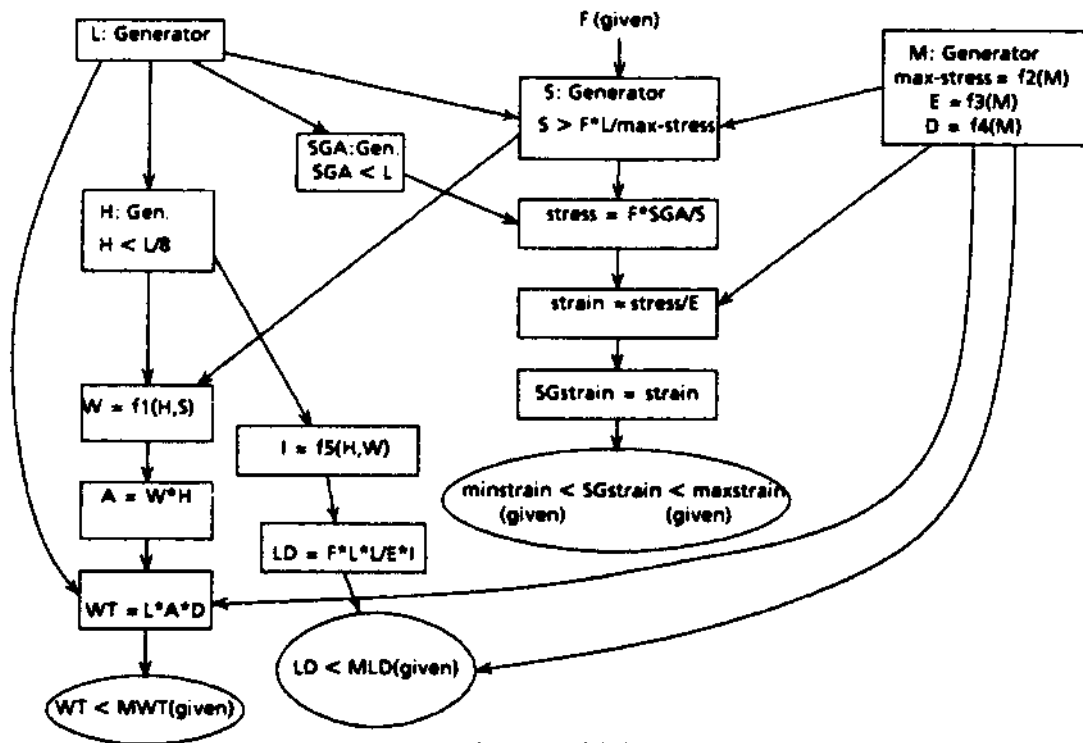 L: Generator
F (given)
M: Generator
max-stress = f2(M)
E = f3(M)
D = f4(M)
S: Generator
S > F*L/max-stress
SGA:Gen.
SGA < L
H: Gen.
H < L/8
stress = F*SGA/S
strain = stress/E
SGstrain = strain
W = f1(H,S)
I = f5(H,W)
minstrain < SGstrain < maxstrain
(given) (given)
A = W*H
LD = F*L*L/E*I
WT = L*A*D
LD < MLD(given)
WT < MWT(given)